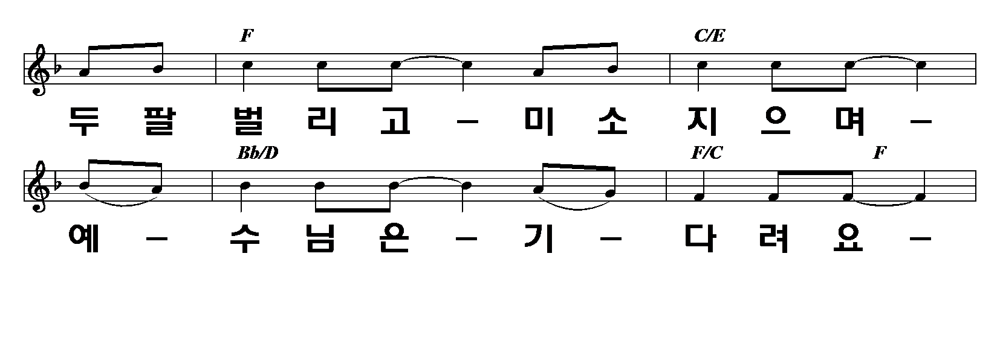 F C/E
두 팔 벌 리 고 – 미 소 지 으 며 –
Bb/D F/C F
예 – 수 님 은 – 기 – 다 려 요 –